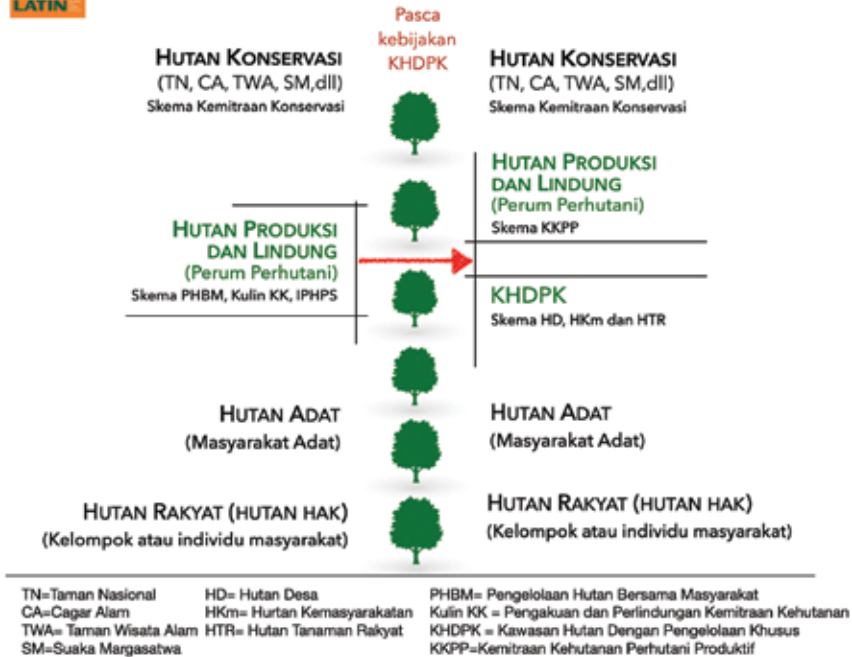 LATIN
Pasca
kebijakan
KHDPK
HUTAN KONSERVASI
(TN, CA, TWA, SM,dll)
Skema Kemitraan Konservasi
HUTAN PRODUKSI
DAN LINDUNG
(Perum Perhutani)
Skema PHBM, Kulin KK, IPHPS
HUTAN ADAT
(Masyarakat Adat)
HUTAN RAKYAT (HUTAN HAK)
(Kelompok atau individu masyarakat)
HUTAN KONSERVASI
(TN, CA, TWA, SM,dll)
Skema Kemitraan Konservasi
HUTAN PRODUKSI
DAN LINDUNG
(Perum Perhutani)
Skema KKPP
KHDPK
Skema HD, HKm dan HTR
HUTAN ADAT
(Masyarakat Adat)
HUTAN RAKYAT (HUTAN HAK)
(Kelompok atau individu masyarakat)
TN=Taman Nasional
CA=Cagar Alam
TWA= Taman Wisata Alam
SM=Suaka Margasatwa
HD= Hutan Desa
HKm= Hurtan Kemasyarakatan
HTR= Hutan Tanaman Rakyat
PHBM= Pengelolaan Hutan Bersama Masyarakat
Kulin KK = Pengakuan dan Perlindungan Kemitraan Kehutanan
KHDPK = Kawasan Hutan Dengan Pengelolaan Khusus
KKPP=Kemitraan Kehutanan Perhutani Produktif